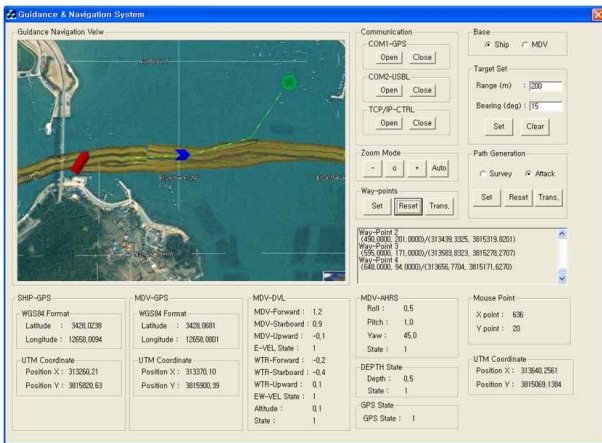 Guidance & Navigation System
Guidance Navigation Veiw
Communication
COM1-GPS
Open Close
COM2-USBL
Open Close
TCP/IP-CTRL
Open Close
Zoom Mode
- o + Auto
Way-points
Set Reset Trans,
Base
Ship MDV
Target Set
Range (m) : 200
Bearing (deg) : 15
Set Clear
Path Generation
Survey Attack
Set Reset Trans,
Way-Point 2
(490,0000, 201,0000)/(313439,3325, 3815319,8201)
Way-Point 3
(595,0000, 171,0000)/(313583,8323, 3815278,2707)
Way-Point 4
(648,0000, 94,0000)/(313656,7704, 3815171,6270)
SHIP-GPS
WGS84 Format
Latitude : 3428,0238
Longitude : 12658,0094
UTM Coordinate
Position X : 313260,21
Position Y : 3815820,63
MDV-GPS
WGS84 Format
Latitude : 3428,0681
Longitude : 12658,0801
UTM Coordinate
Position X : 313370,10
Position Y : 3815900,39
MDV-DVL
MDV-Forward : 1,2
MDV-Starboard : 0,9
MDV-Upward : -0,1
E-VEL State : 1
WTR-Forward : -0,2
WTR-Starboard : -0,4
WTR-Upward : 0,1
EW-VEL State : 1
Altitude : 0,1
State : 1
MDV-AHRS
Roll : 0,5
Pitch : 1,0
Yaw : 45,0
State : 1
DEPTH State
Depth : 0,5
State : 1
GPS State
GPS State : 1
Mouse Point
X point : 636
Y point : 20
UTM Coordinate
Position X : 313640,2561
Position Y : 3815069,1384